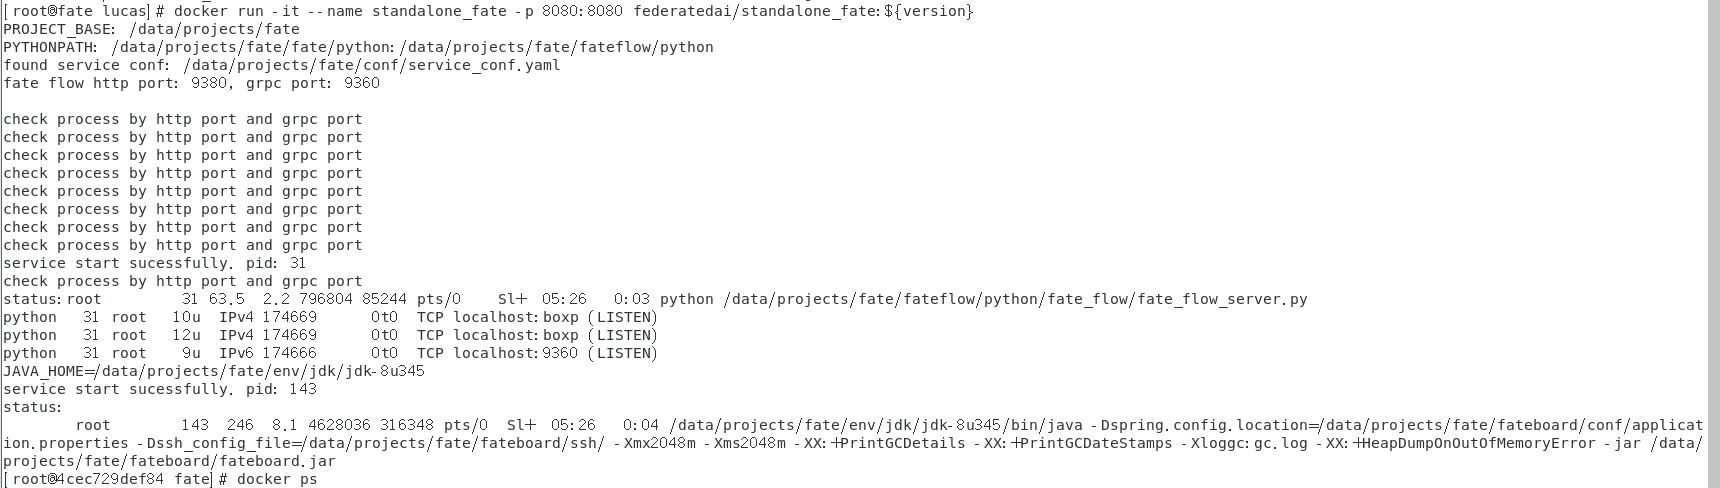 [root@fate lucas]# docker run -it --name standalone_fate -p 8080:8080 federatedai/standalone_fate:${version}
PROJECT_BASE: /data/projects/fate
PYTHONPATH: /data/projects/fate/fate/python:/data/projects/fate/fateflow/python
found service conf: /data/projects/fate/conf/service_conf.yaml
fate flow http port: 9380, grpc port: 9360
check process by http port and grpc port
check process by http port and grpc port
check process by http port and grpc port
check process by http port and grpc port
check process by http port and grpc port
check process by http port and grpc port
check process by http port and grpc port
check process by http port and grpc port
service start sucessfully. pid: 31
check process by http port and grpc port
status:root         31 63.5  2.2 796804 85244 pts/0    Sl+  05:26   0:03 python /data/projects/fate/fateflow/python/fate_flow/fate_flow_server.py
python   31 root   10u  IPv4 174669      0t0  TCP localhost:boxp (LISTEN)
python   31 root   12u  IPv4 174669      0t0  TCP localhost:boxp (LISTEN)
python   31 root    9u  IPv6 174666      0t0  TCP localhost:9360 (LISTEN)
JAVA_HOME=/data/projects/fate/env/jdk/jdk-8u345
service start sucessfully. pid: 143
status:
        root        143  246  8.1 4628036 316348 pts/0  Sl+  05:26   0:04 /data/projects/fate/env/jdk/jdk-8u345/bin/java -Dspring.config.location=/data/projects/fate/fateboard/conf/applicat
ion.properties -Dssh_config_file=/data/projects/fate/fateboard/ssh/ -Xmx2048m -Xms2048m -XX:+PrintGCDetails -XX:+PrintGCDateStamps -Xloggc:gc.log -XX:+HeapDumpOnOutOfMemoryError -jar /data/
projects/fate/fateboard/fateboard.jar
[root@4cec729def84 fate]# docker ps